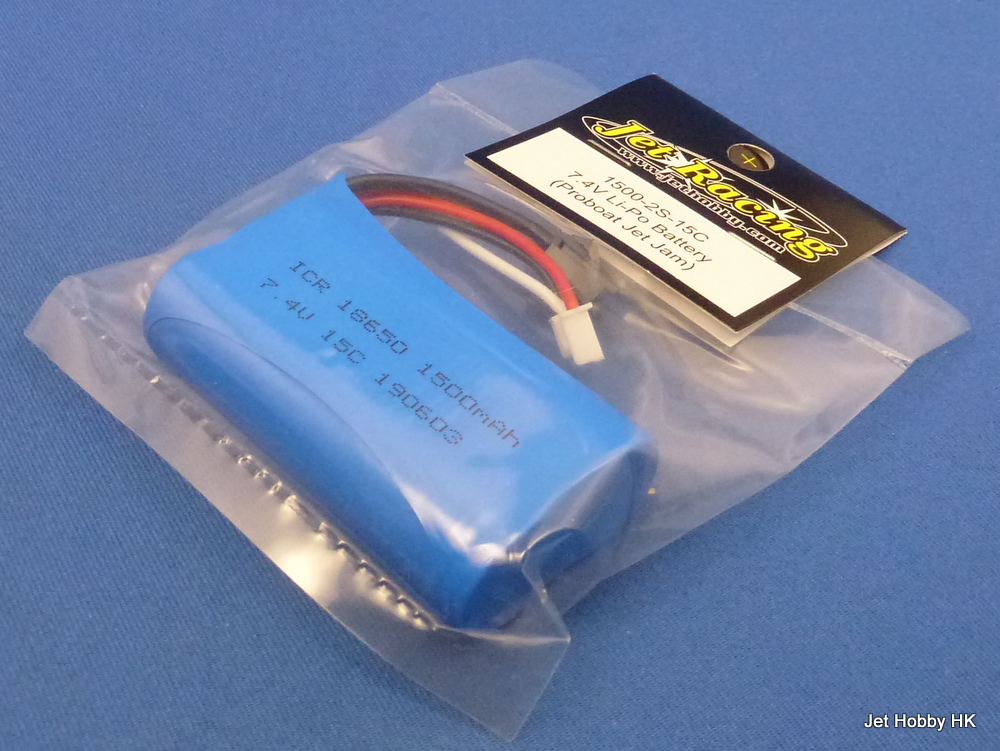 Jet Racing
www.jethobby.com
1500-2S-15C
7.4V Li-Po Battery
(Proboat Jet Jam)
ICR 18650 1500mAh
7.4V 15C 190603
Jet Hobby HK